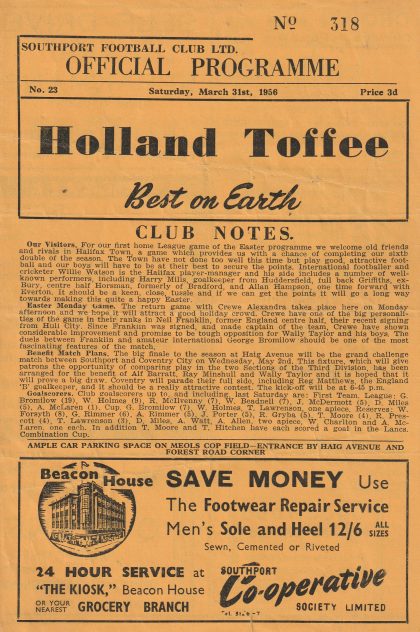 No 318
SOUTHPORT FOOTBALL CLUB LTD.
OFFICIAL PROGRAMME
No. 23 Saturday, March 31st, 1956 Price 3d
Holland Toffee
Best on Earth
CLUB NOTES.
Our Visitors. For our first home League game of the Easter programme we welcome old friends
and rivals in Halifax Town, a game which provides us with a chance of completing our sixth
double of the season. The Town have not done too well this time but play good, attractive foot-
ball and our boys will have to be at their best to secure the points. International footballer and
cricketer Willie Watson is the Halifax player-manager and his side includes a number of well-
known performers, including Harry Mills, goalkeeper from Huddersfield, full back Griffiths, ex-
Bury, centre half Horsman, formerly of Bradford, and Allan Hampson, one time forward with
Everton. Should be a keen, close, tussle and if we can get the points it will go a long way
towards making this quite a happy Easter.
Easter Monday Game. The return game with Crewe Alexandra takes place here on Monday
afternoon and we hope it will attract a good holiday crowd. Crewe have one of the big personali-
ties of the game in their ranks in Neil Franklin, former England centre half, their recent signing
from Hull City. Since Franklin was signed, and made captain of the team, Crewe have shown
considerable improvement and promise to be tough opposition for Wally Taylor and his boys. The
duels between Franklin and amateur international George Bromilow should be one of the most
fascinating features of the match.
Benefit Match Plans. The big finale to the season at Haig Avenue will be the grand challenge
match between Southport and Coventry City on Wednesday, May 2nd. This fixture, which will give
patrons the opportunity of comparing play in the two Sections of the Third Division, has been
arranged for the benefit of Alf Barratt, Ray Minshull and Wally Taylor and it is hoped that it
will prove a big draw. Coventry will parade their full side, including Reg Matthews, the England
'B' goalkeeper, and it should be a really attractive contest. The kick-off will be at 6-45 p.m.
Goalscorers. Club goalscorers up to, and including, last Saturday are: First Team, League: G.
Bromilow (19), W. Holmes (9), R. McIlvenny (7), W. Beadnell (7), J. McDermott (5), D. Miles
(5), A. McLaren (1). Cup. G. Bromilow (7), W. Holmes, T. Lawrenson, one apiece. Reserves: W.
Forsyth (8), G. Rimmer (6), A. Rimmer (5), J. Porter (5), R. Gryba (5), T. Moore (4), R. Pres-
cott (4), T. Lawrenson (3), D. Miles, A. Watt, A. Allen, two apiece, W. Charlton and A. Mc-
Laren, one each. In addition T. Moore and T. Hitchen have each scored a goal in the Lancs.
Combination Cup.
AMPLE CAR PARKING SPACE ON MEOLS COP FIELD—ENTRANCE BY HAIG AVENUE AND
FOREST ROAD CORNER
Beacon House
SAVE MONEY Use
The Footwear Repair Service
Men's Sole and Heel 12/6 ALL SIZES
Sewn, Cemented or Riveted
24 HOUR SERVICE at
"THE KIOSK," Beacon House
OR YOUR NEAREST GROCERY BRANCH
SOUTHPORT
Co-operative
SOCIETY LIMITED